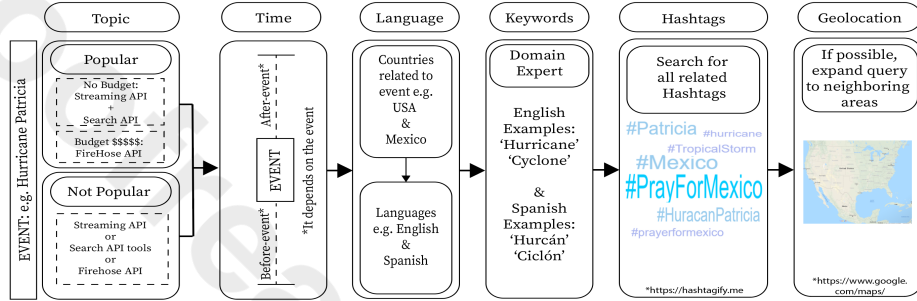 Topic
Time
Language
Keywords
Hashtags
Geolocation
EVENT: e.g. Hurricane Patricia
Popular
No Budget:
Streaming API
+
Search API
Budget $$$$$:
FireHose API
Not Popular
Streaming API
or
Search API tools
or
Firehose API
After-event*
EVENT
Before-event*
*It depends on the event
Countries
related to
event e.g.
USA
&
Mexico
Languages
e.g. English
&
Spanish
Domain
Expert
English
Examples:
‘Hurricane’
‘Cyclone’
&
Spanish
Examples:
‘Hurcán’
‘Ciclón’
Search for
all related
Hashtags
#Patricia #hurricane
#TropicalStorm
#Mexico
#PrayForMexico
#HuracanPatricia
#prayerformexico
*https://hashtagify.me
If possible,
expand query
to neighboring
areas
*https://www.google.
com/maps/